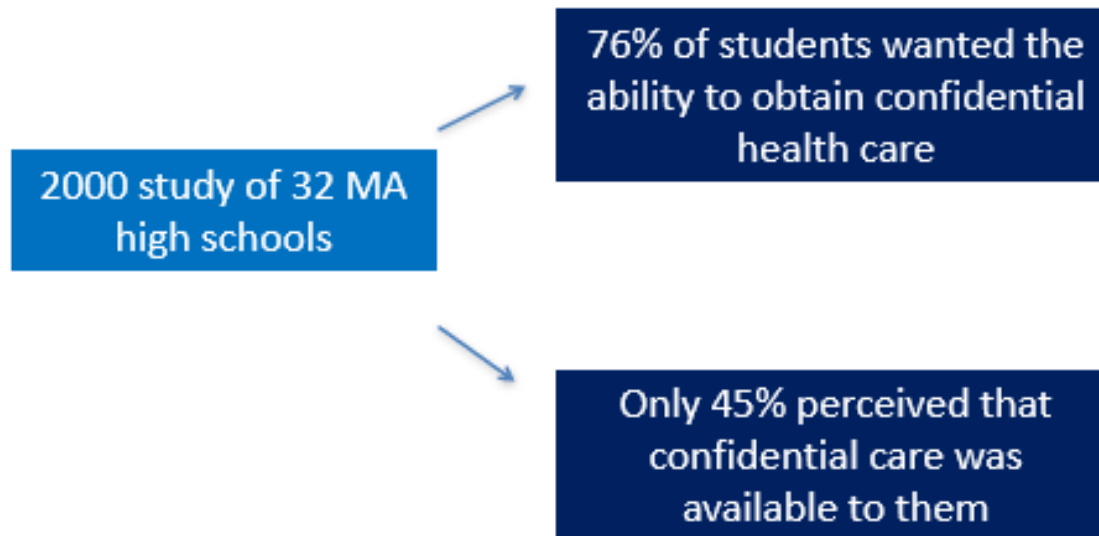 76% of students wanted the
ability to obtain confidential
health care
2000 study of 32 MA
high schools
Only 45% perceived that
confidential care was
available to them